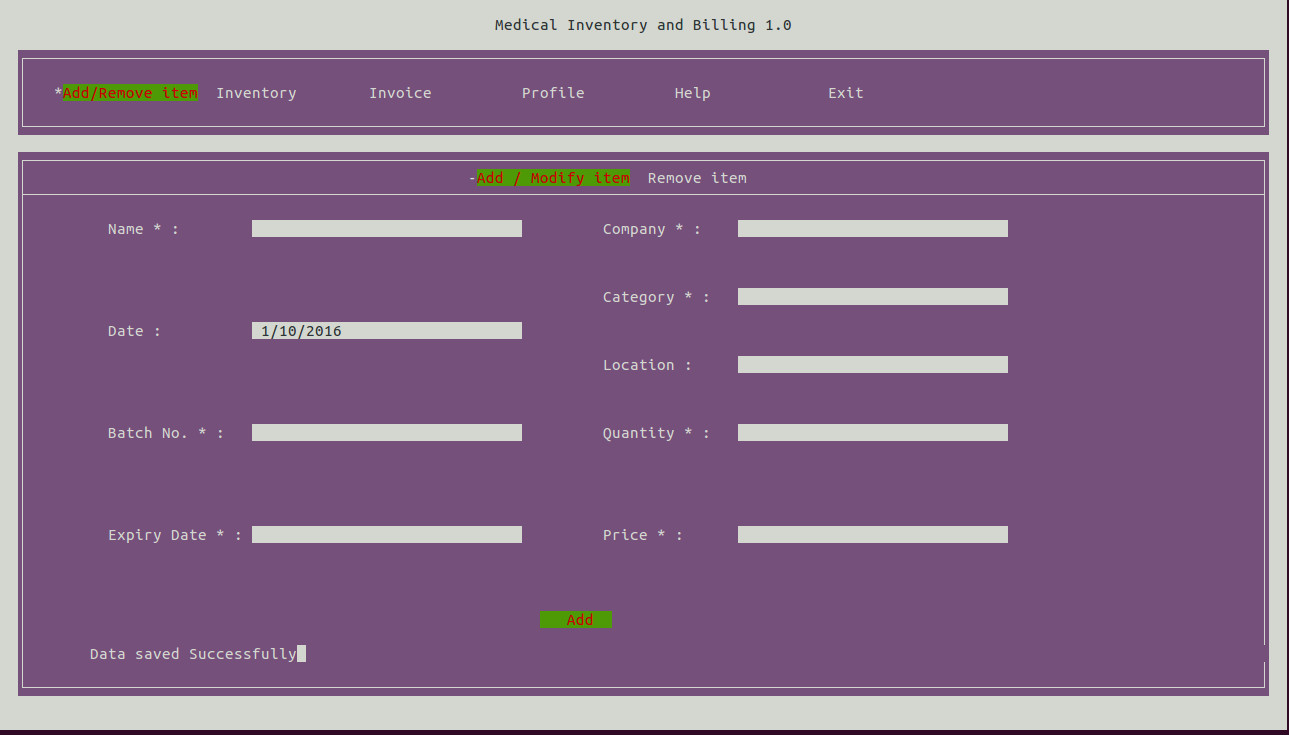 Medical Inventory and Billing 1.0
*Add/Remove item Inventory Invoice Profile Help Exit
-Add / Modify item Remove item
Name * : Company * :
Category * :
Date : 1/10/2016
Location :
Batch No. * : Quantity * :
Expiry Date * : Price * :
Add
Data saved Successfully